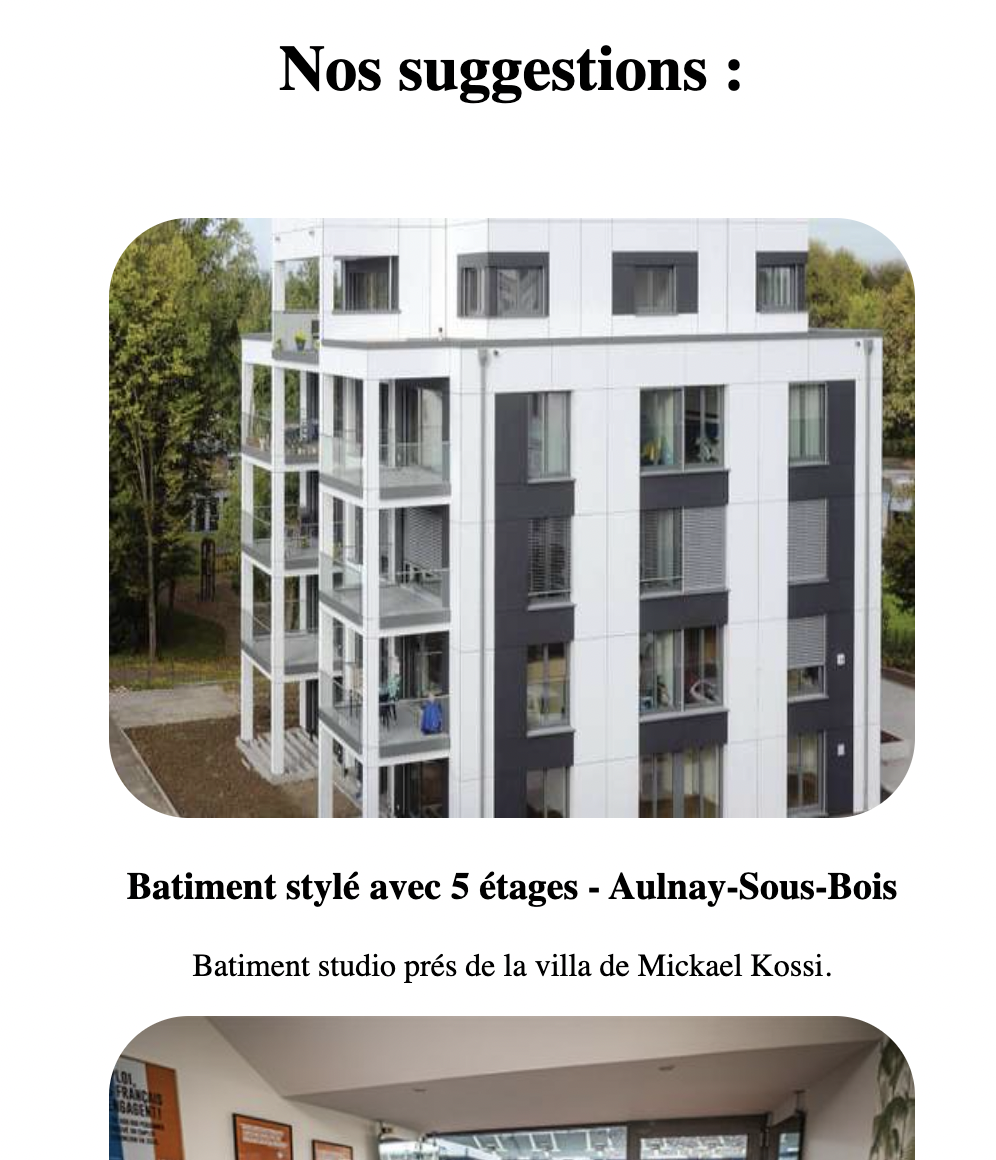 Nos suggestions :
Batiment stylé avec 5 étages - Aulnay-Sous-Bois
Batiment studio prés de la villa de Mickael Kossi.
FRANÇAIS